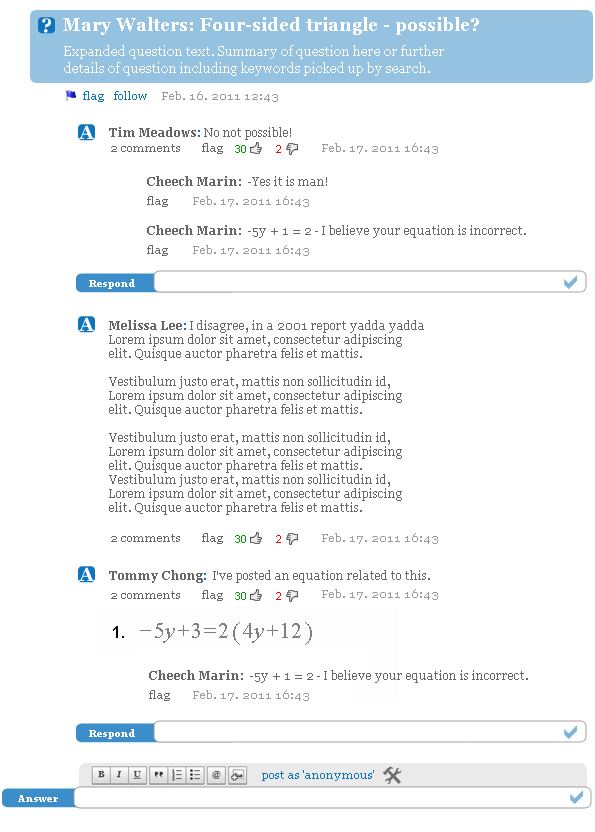 ? Mary Walters: Four-sided triangle - possible?
Expanded question text. Summary of question here or further
details of question including keywords picked up by search.
flag follow Feb. 16. 2011 12:43
A Tim Meadows: No not possible!
2 comments flag 30 2 Feb. 17. 2011 16:43
Cheech Marin: -Yes it is man!
flag Feb. 17. 2011 16:43
Cheech Marin: -5y + 1 = 2 - I believe your equation is incorrect.
flag Feb. 17. 2011 16:43
Respond
A Melissa Lee: I disagree, in a 2001 report yadda yadda
Lorem ipsum dolor sit amet, consectetur adipiscing
elit. Quisque auctor pharetra felis et mattis.
Vestibulum justo erat, mattis non sollicitudin id,
Lorem ipsum dolor sit amet, consectetur adipiscing
elit. Quisque auctor pharetra felis et mattis.
Vestibulum justo erat, mattis non sollicitudin id,
Lorem ipsum dolor sit amet, consectetur adipiscing
elit. Quisque auctor pharetra felis et mattis.
Vestibulum justo erat, mattis non sollicitudin id,
Lorem ipsum dolor sit amet, consectetur adipiscing
elit. Quisque auctor pharetra felis et mattis.
2 comments flag 30 2 Feb. 17. 2011 16:43
A Tommy Chong: I've posted an equation related to this.
2 comments flag 30 2 Feb. 17. 2011 16:43
1. −5y+3=2(4y+12)
Cheech Marin: -5y + 1 = 2 - I believe your equation is incorrect.
flag Feb. 17. 2011 16:43
Respond
B I U @ post as 'anonymous'
Answer